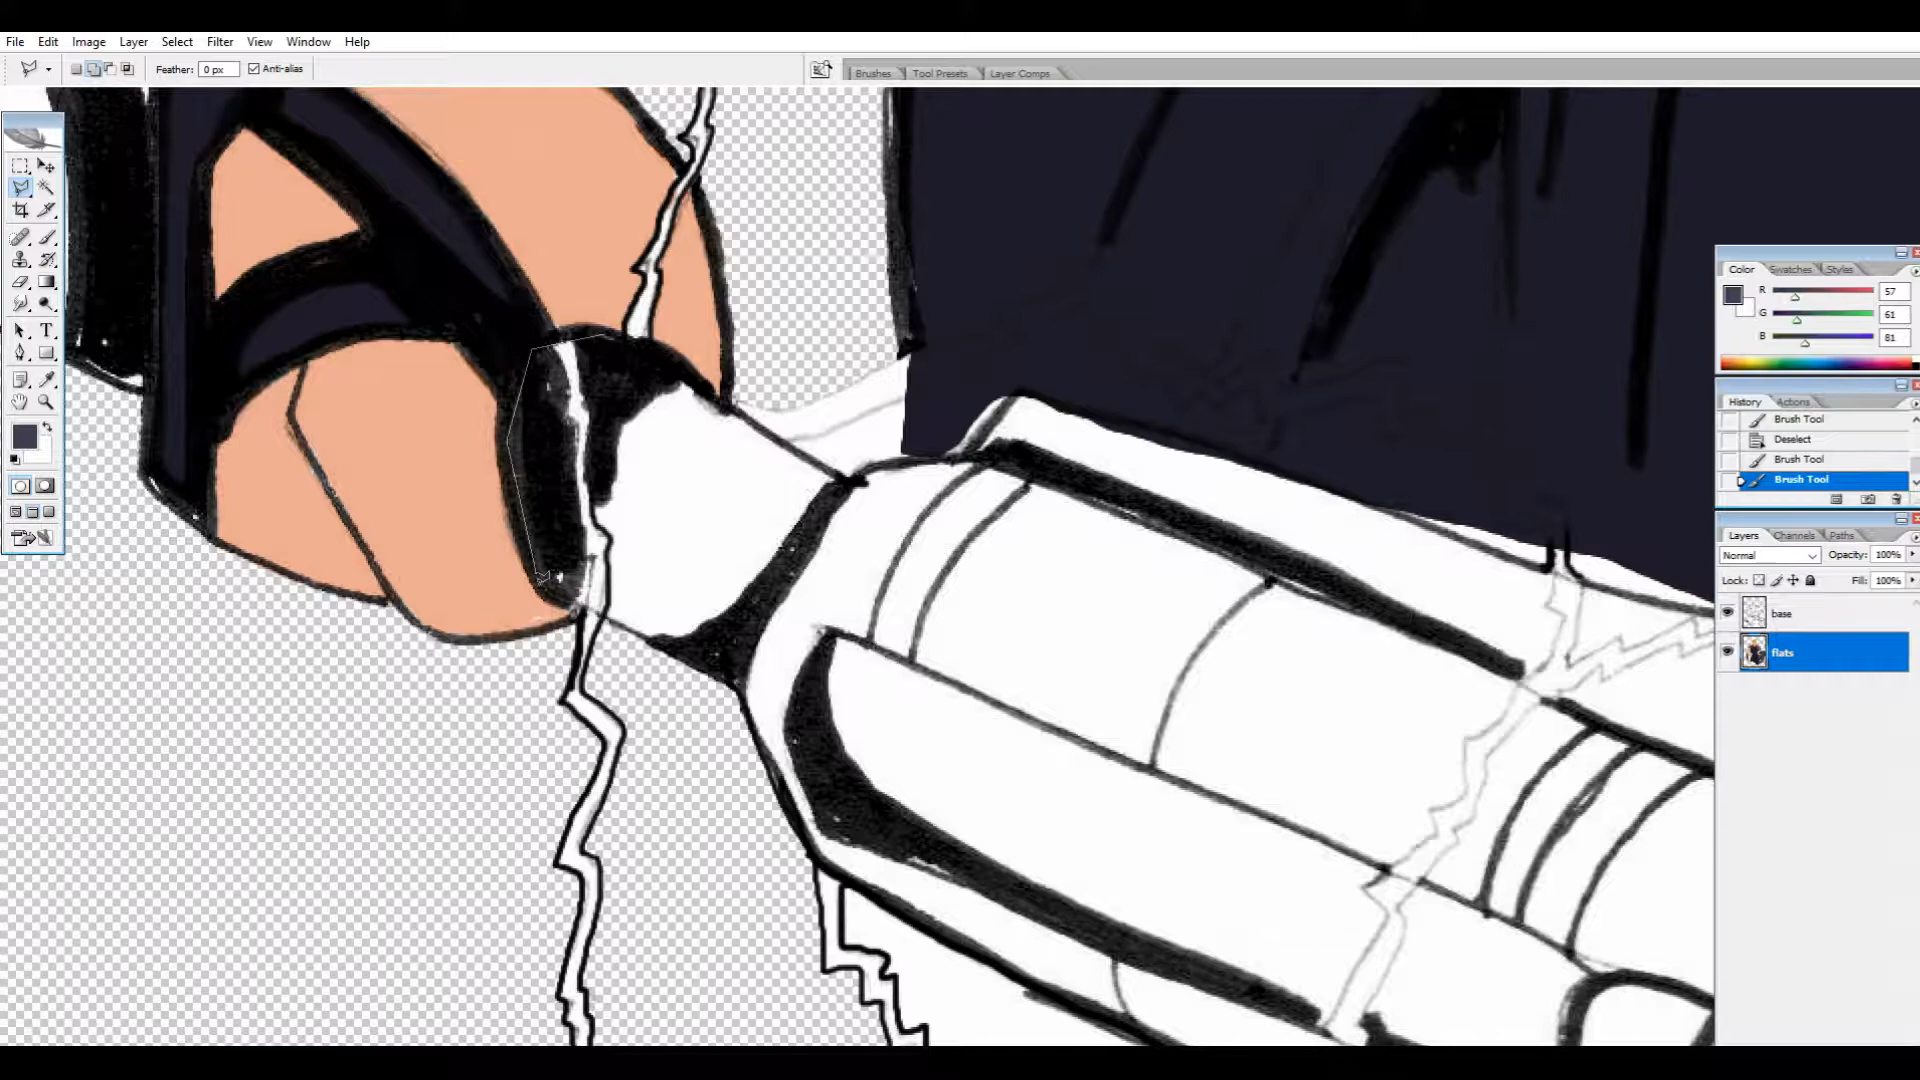 File Edit Image Layer Select Filter View Window Help
Feather: 0 px Anti-alias
Brushes Tool Presets Layer Comps
Color Swatches Styles
R 57
G 61
B 81
History Actions
Brush Tool
Deselect
Brush Tool
Brush Tool
Layers Channels Paths
Normal Opacity: 100%
Lock: Fill: 100%
base
flats